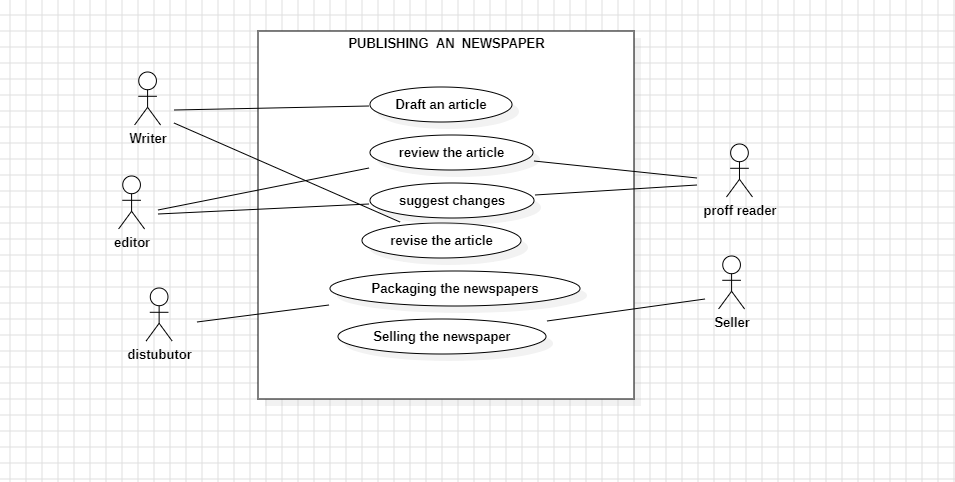 PUBLISHING AN NEWSPAPER
Writer
Draft an article
review the article
editor
suggest changes
proff reader
revise the article
Packaging the newspapers
Seller
distubutor
Selling the newspaper